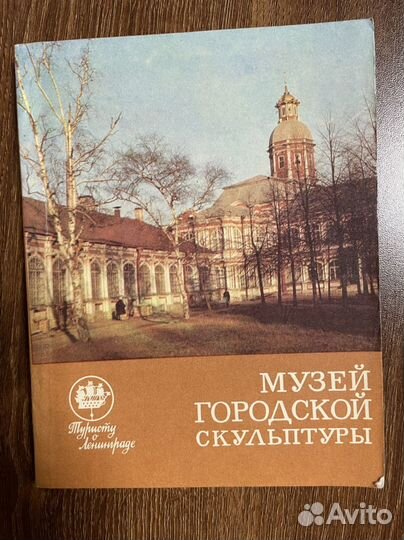 МУЗЕЙ
ГОРОДСКОЙ
СКУЛЬПТУРЫ
Туристу
о
Ленинграде
Avito